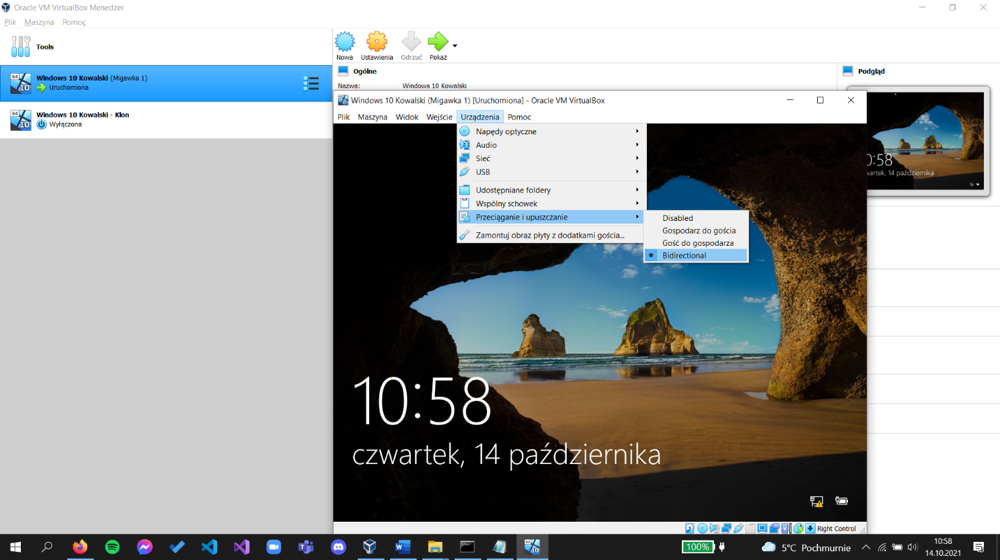 Oracle VM VirtualBox Menedżer
Plik Maszyna Pomoc
Tools
Nowa Ustawienia Odrzuć Pokaż
Windows 10 Kowalski (Migawka 1)
Uruchomiona
Windows 10 Kowalski - Klon
Wyłączona
Ogólne
Nazwa: Windows 10 Kowalski
Podgląd
Windows 10 Kowalski (Migawka 1) [Uruchomiona] - Oracle VM VirtualBox
Plik Maszyna Widok Wejście Urządzenia Pomoc
Napędy optyczne
Audio
Sieć
USB
Udostępniane foldery
Wspólny schowek
Przeciąganie i upuszczanie
Zamontuj obraz płyty z dodatkami gościa...
Disabled
Gospodarz do gościa
Gość do gospodarza
Bidirectional
10:58
czwartek, 14 października
0:58
wartek, 14 października
Right Control
100%
5°C Pochmurnie
10:58
14.10.2021